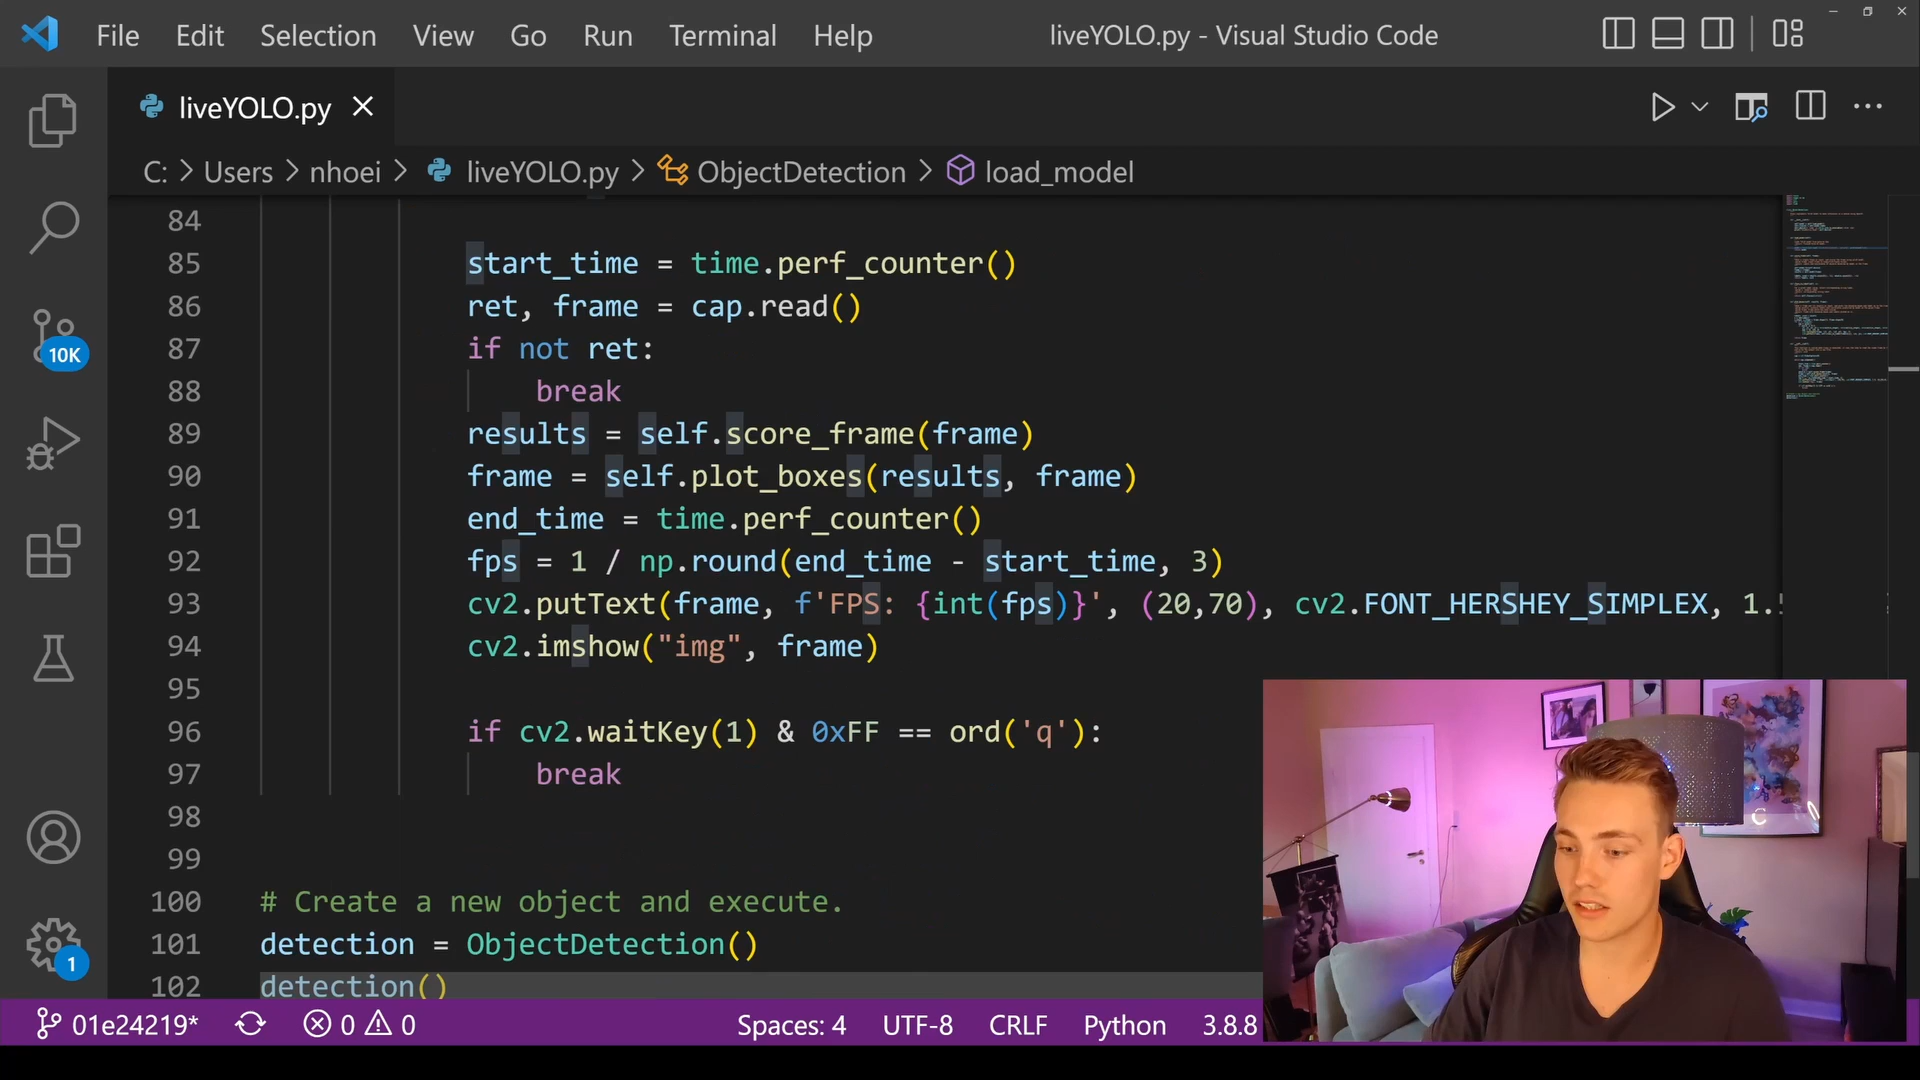 File Edit Selection View Go Run Terminal Help liveYOLO.py - Visual Studio Code
liveYOLO.py
C: > Users > nhoei > liveYOLO.py > ObjectDetection > load_model
84
85 start_time = time.perf_counter()
86 ret, frame = cap.read()
87 if not ret:
88 break
89 results = self.score_frame(frame)
90 frame = self.plot_boxes(results, frame)
91 end_time = time.perf_counter()
92 fps = 1 / np.round(end_time - start_time, 3)
93 cv2.putText(frame, f'FPS: {int(fps)}', (20,70), cv2.FONT_HERSHEY_SIMPLEX, 1.
94 cv2.imshow("img", frame)
95
96 if cv2.waitKey(1) & 0xFF == ord('q'):
97 break
98
99
100 # Create a new object and execute.
101 detection = ObjectDetection()
102 detection()
10K
1
01e24219* 0 0 Spaces: 4 UTF-8 CRLF Python 3.8.8